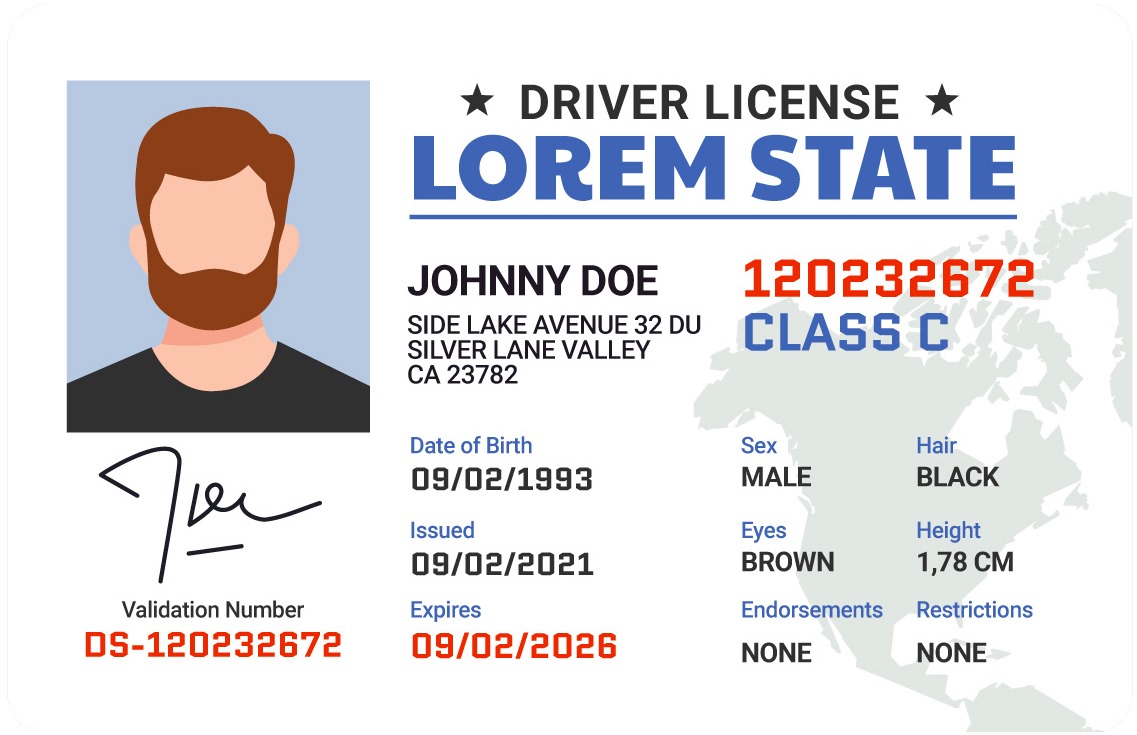 ★ DRIVER LICENSE ★
LOREM STATE
JOHNNY DOE
SIDE LAKE AVENUE 32 DU
SILVER LANE VALLEY
CA 23782
120232672
CLASS C
Date of Birth
09/02/1993
Sex
MALE
Hair
BLACK
Issued
09/02/2021
Eyes
BROWN
Height
1,78 CM
Expires
09/02/2026
Endorsements
NONE
Restrictions
NONE
Validation Number
DS-120232672